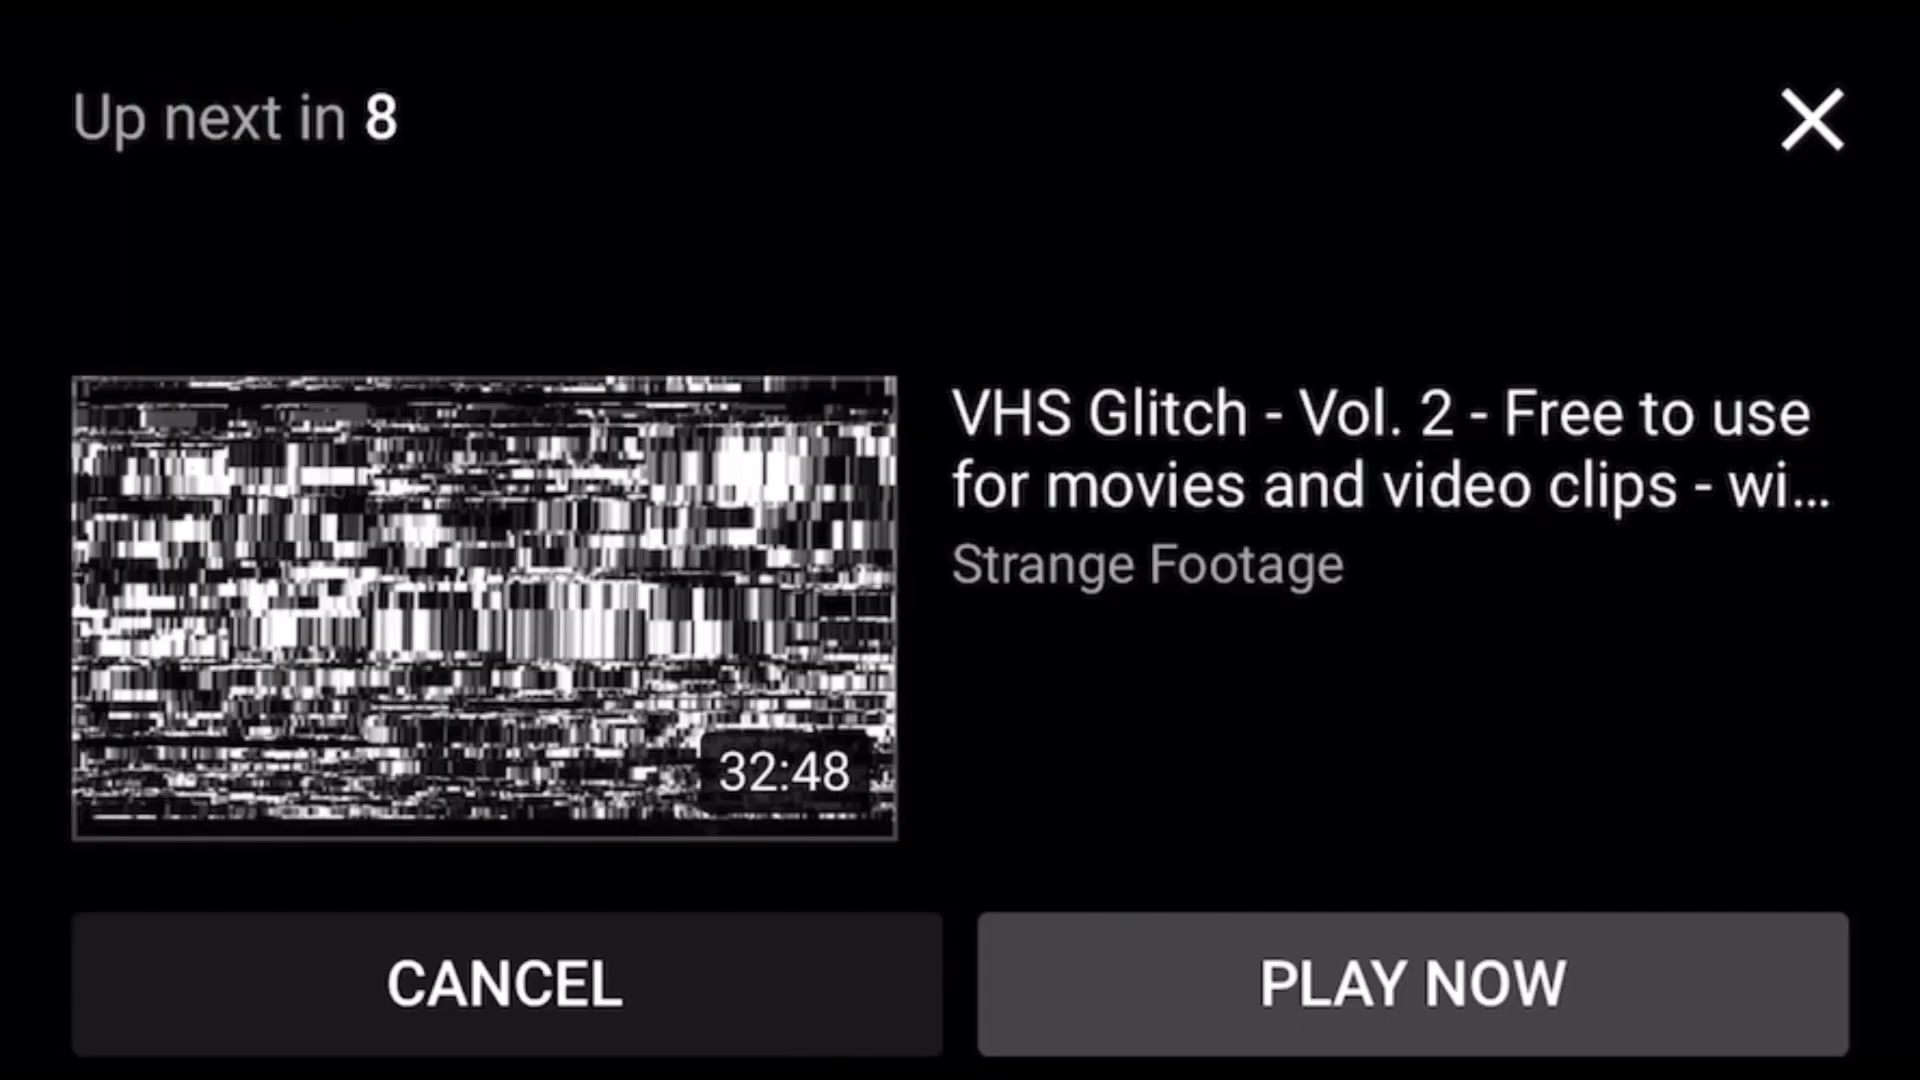 Up next in 8
VHS Glitch - Vol. 2 - Free to use
for movies and video clips - wi...
Strange Footage
32:48
CANCEL
PLAY NOW